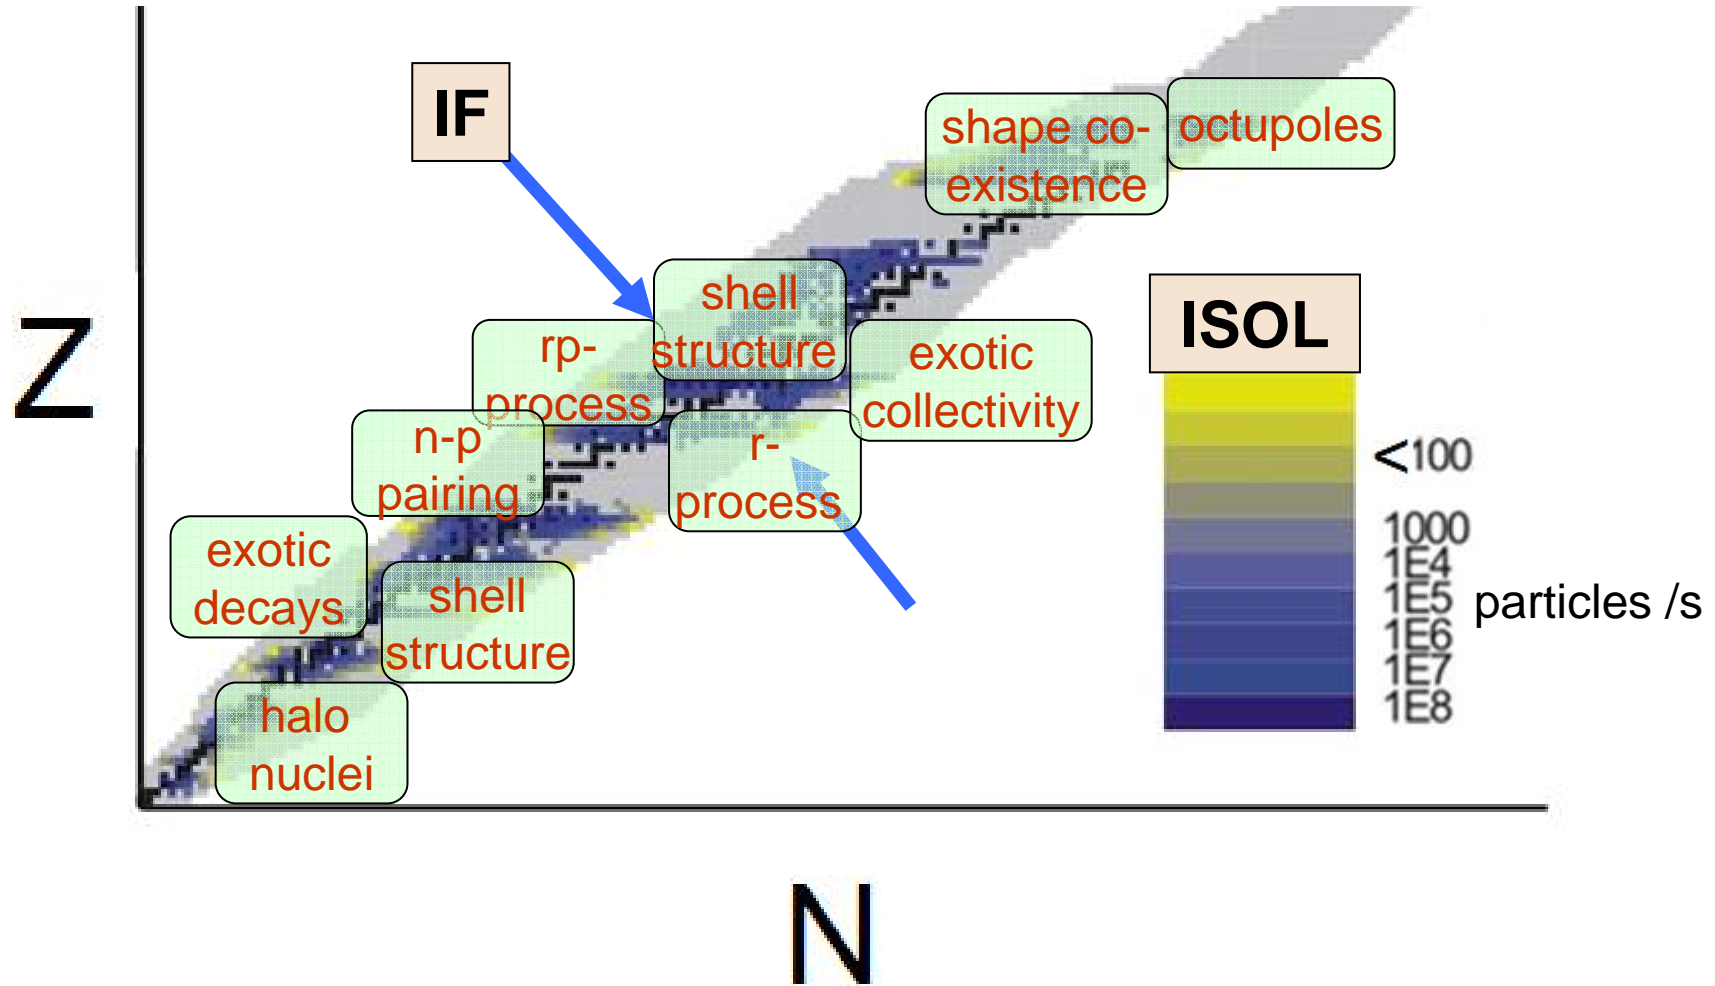 IF
shape co-
existence
octupoles
shell
structure
ISOL
Z
rp-
process
exotic
collectivity
n-p
pairing
r-
process
<100
1000
1E4
1E5
1E6
1E7
1E8
particles /s
exotic
decays
shell
structure
halo
nuclei
N